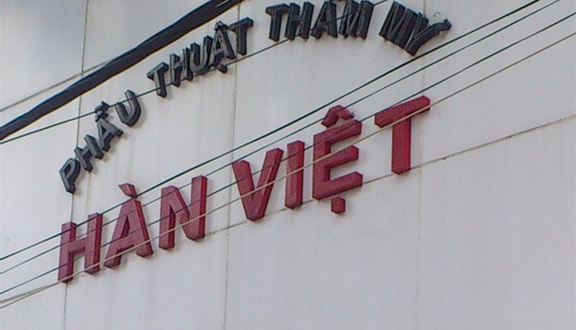 PHẪU THUẬT THẨM MỸ
HÀN VIỆT